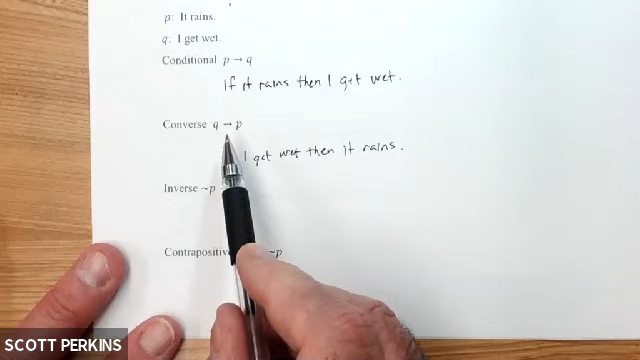 p: It rains.
q: I get wet.
Conditional p → q
If it rains then I get wet.
Converse q → p
I get wet then it rains.
Inverse ~p
Contrapositive ~p
SCOTT PERKINS